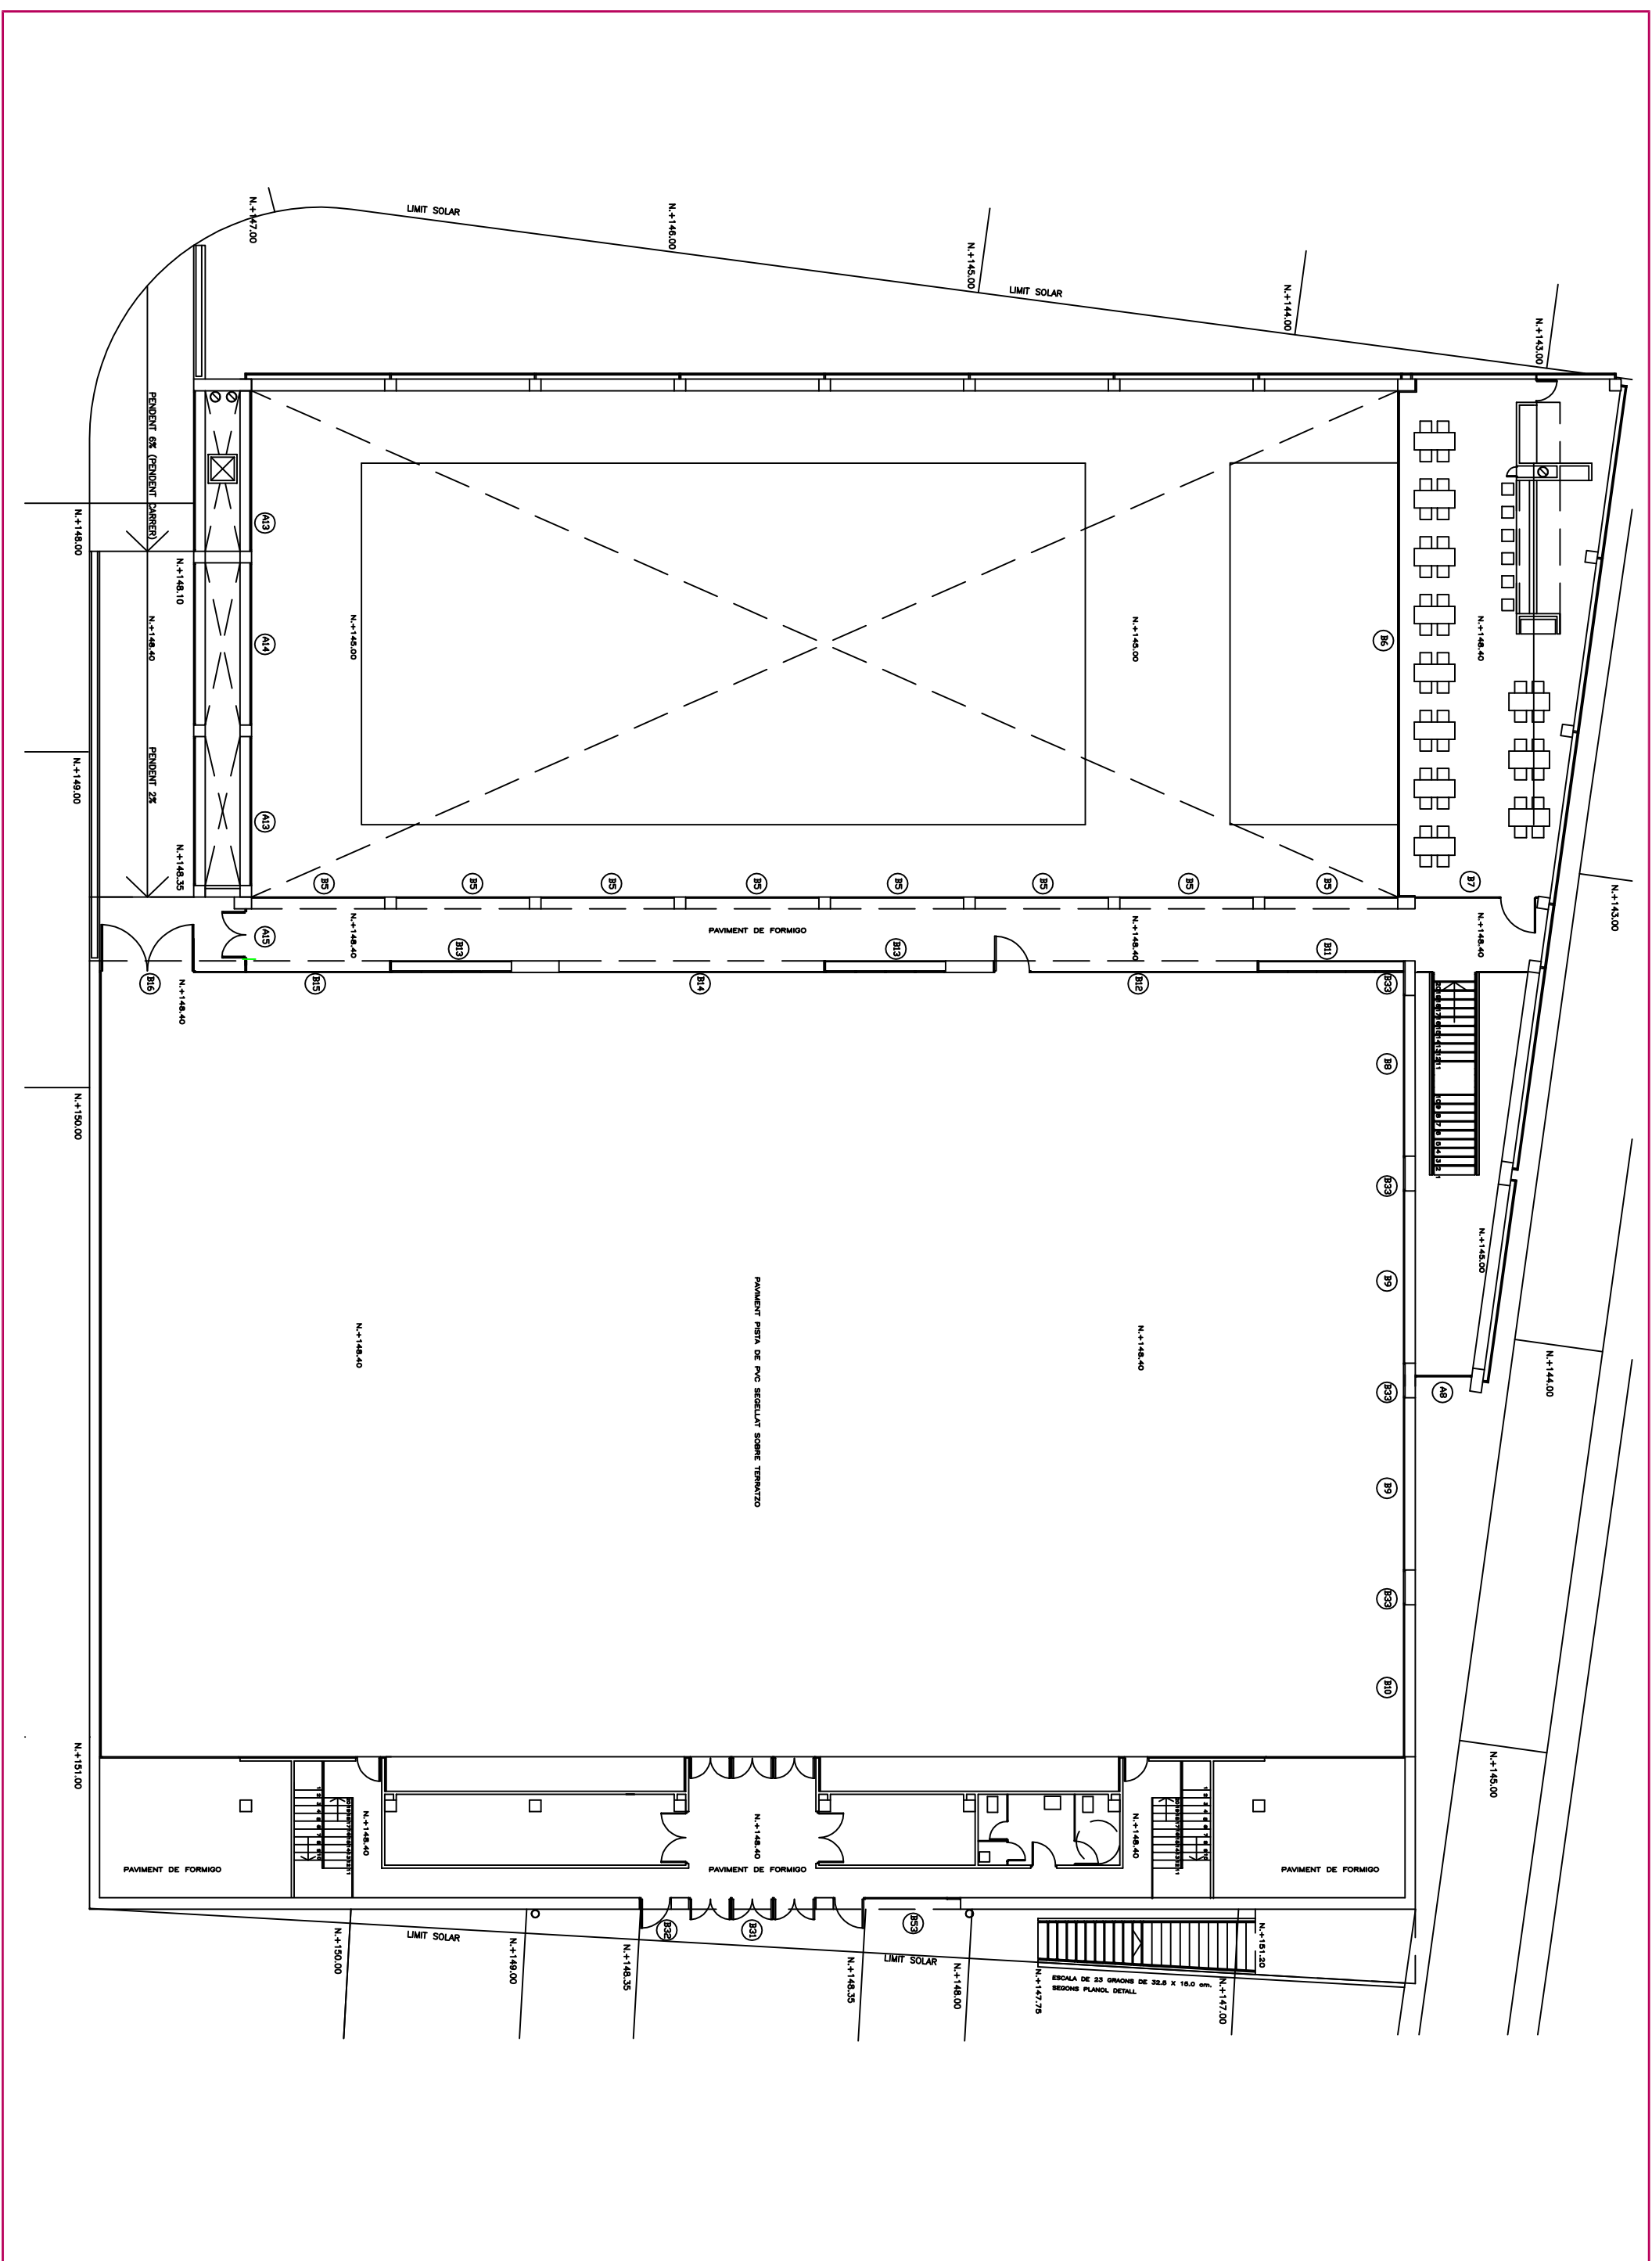 LIMIT SOLAR
N.+147.00
N.+146.00
N.+145.00
LIMIT SOLAR
N.+144.00
N.+143.00
PENDENT 6% (PENDENT CARRER)
N.+148.00
A13
N.+148.10
N.+148.40
A14
N.+145.00
N.+145.00
B6
N.+148.40
PENDENT 2%
N.+149.00
A13
N.+148.35
B5
B5
B5
B5
B5
B5
B5
B5
B7
N.+143.00
A15
N.+148.40
PAVIMENT DE FORMIGO
N.+148.40
N.+148.40
B13
B13
B11
B16
N.+148.40
B15
B14
B12
B33
B8
N.+150.00
B33
N.+145.00
B9
PAVIMENT PISTA DE PVC SEGELLAT SOBRE TERRATZO
N.+148.40
N.+148.40
B33
A8
N.+144.00
B9
B33
B10
N.+151.00
N.+145.00
N.+148.40
N.+148.40
N.+148.40
PAVIMENT DE FORMIGO
PAVIMENT DE FORMIGO
PAVIMENT DE FORMIGO
B32
B31
B53
LIMIT SOLAR
LIMIT SOLAR
N.+150.00
N.+149.00
N.+148.35
N.+148.35
N.+148.00
N.+147.75
N.+151.20
N.+147.00
ESCALA DE 23 GRAONS DE 32.5 X 15.0 cm.
SEGONS PLANOL DETALL